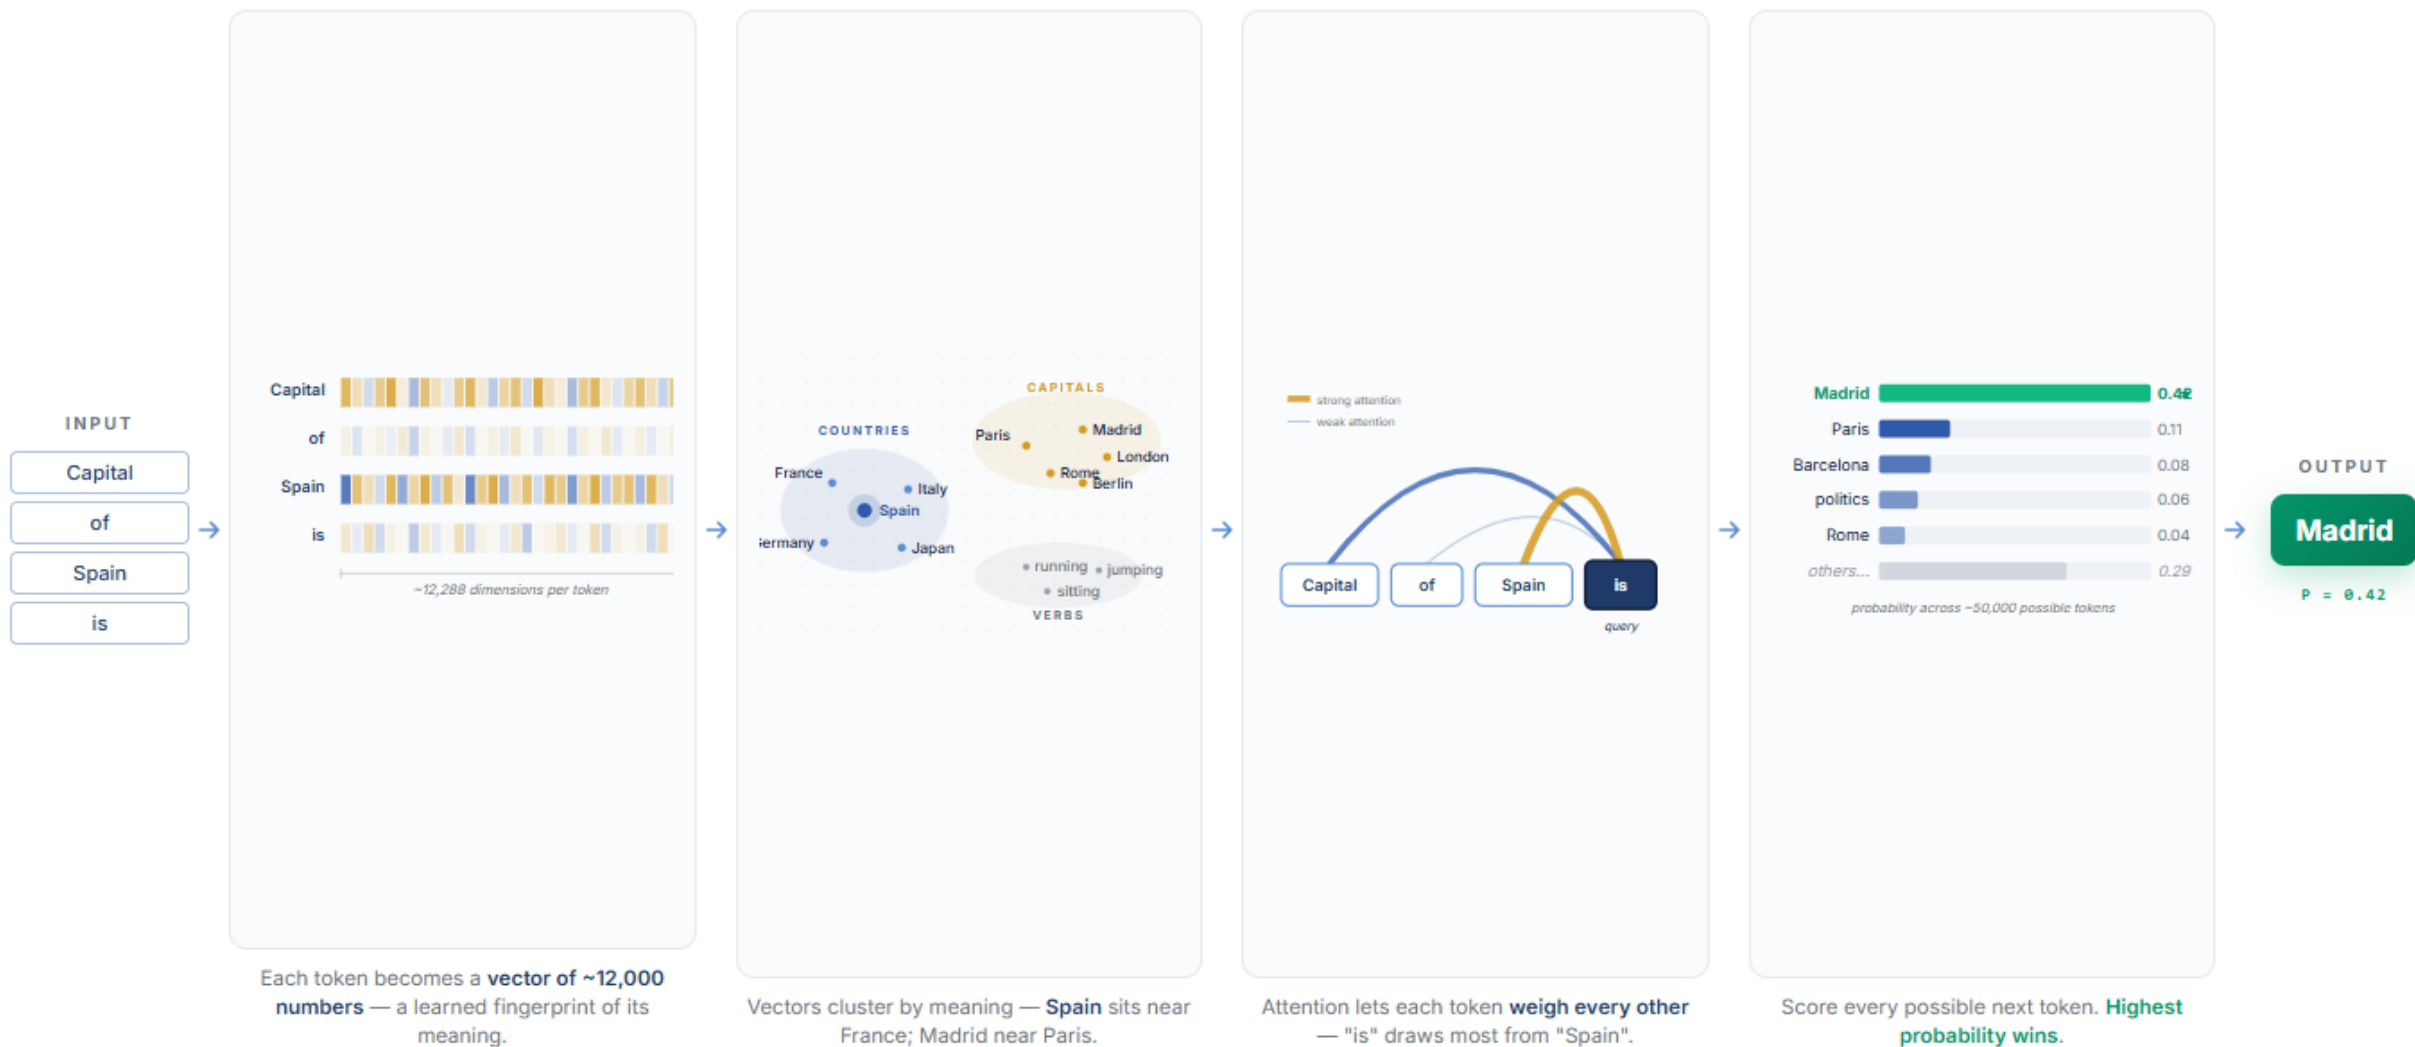 INPUT
Capital
of
Spain
is
Capital
of
Spain
is
~12,288 dimensions per token
Each token becomes a vector of ~12,000
numbers — a learned fingerprint of its
meaning.
CAPITALS
COUNTRIES
Paris
Madrid
London
Rome
Berlin
France
Italy
Spain
Germany
Japan
running
jumping
sitting
VERBS
Vectors cluster by meaning — Spain sits near
France; Madrid near Paris.
strong attention
weak attention
Capital
of
Spain
is
query
Attention lets each token weigh every other
— "is" draws most from "Spain".
Madrid 0.42
Paris 0.11
Barcelona 0.08
politics 0.06
Rome 0.04
others... 0.29
probability across ~50,000 possible tokens
Score every possible next token. Highest
probability wins.
OUTPUT
Madrid
P = 0.42